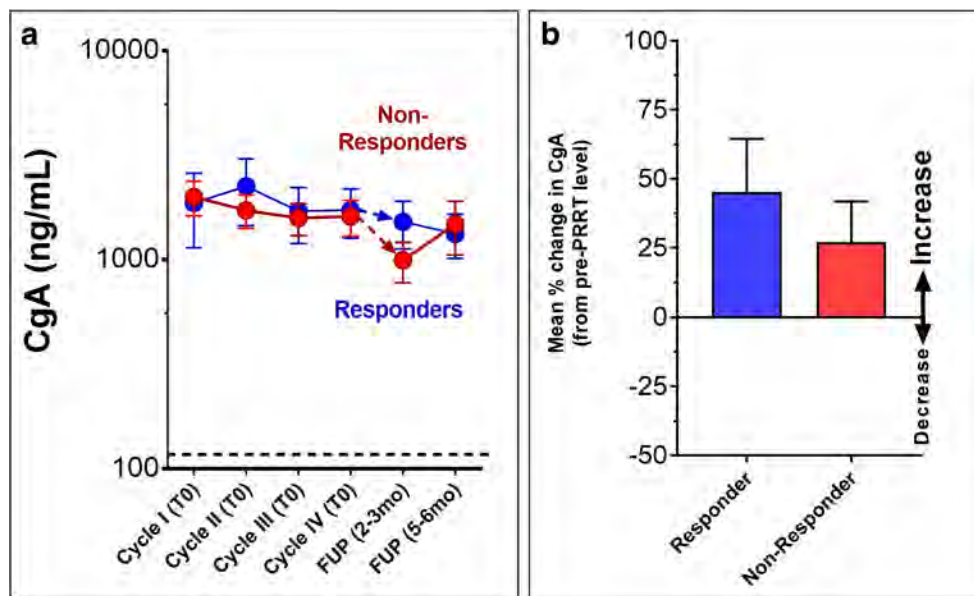 a
10000
1000
100
CgA (ng/mL)
Non-
Responders
Responders
Cycle I (T0)
Cycle II (T0)
Cycle III (T0)
Cycle IV (T0)
FUP (2-3mo)
FUP (5-6mo)
b
100
75
50
25
0
-25
-50
Mean % change in CgA
(from pre-PRRT level)
Increase
Decrease
Responder
Non-Responder